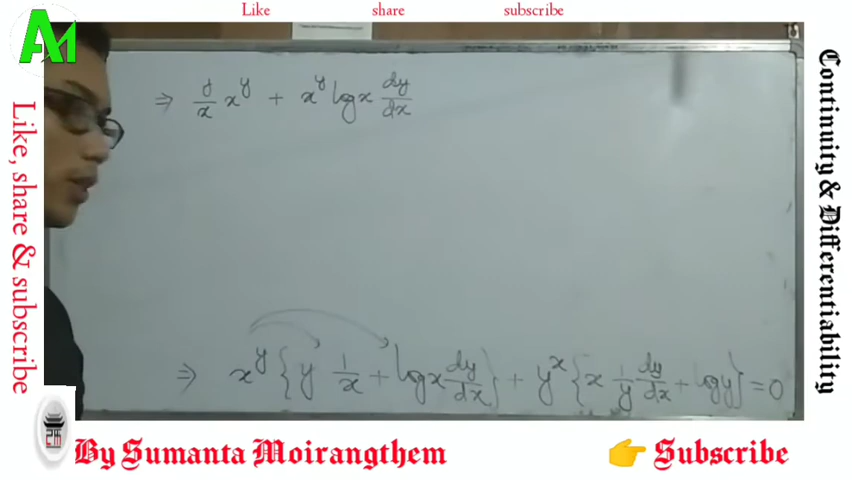 Like share subscribe
AM
⇒ y/x x^y + x^y log x dy/dx
⇒ x^y { y 1/x + log x dy/dx } + y^x { x 1/y dy/dx + log y } = 0
Like, share & subscribe
Continuity & Differentiability
By Sumanta Moirangthem
👉 Subscribe